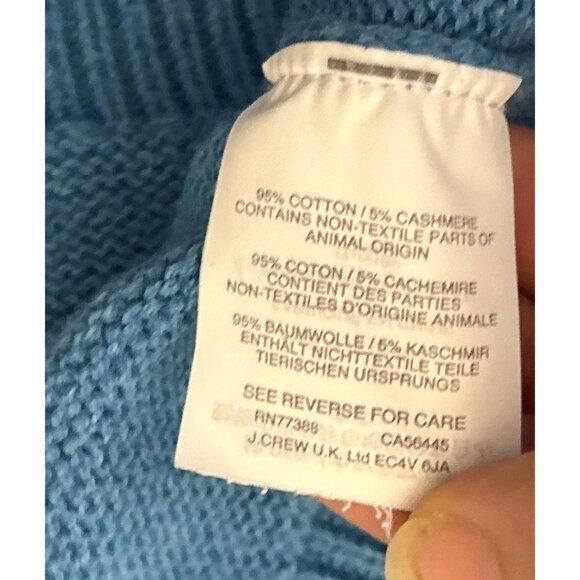 95% COTTON / 5% CASHMERE
CONTAINS NON-TEXTILE PARTS OF
ANIMAL ORIGIN
95% COTON / 5% CACHEMIRE
CONTIENT DES PARTIES
NON-TEXTILES D'ORIGINE ANIMALE
95% BAUMWOLLE / 5% KASCHMIR
ENTHÄLT NICHTTEXTILE TEILE
TIERISCHEN URSPRUNGS
SEE REVERSE FOR CARE
RN77388 CA56445
J.CREW U.K, Ltd EC4V 6JA